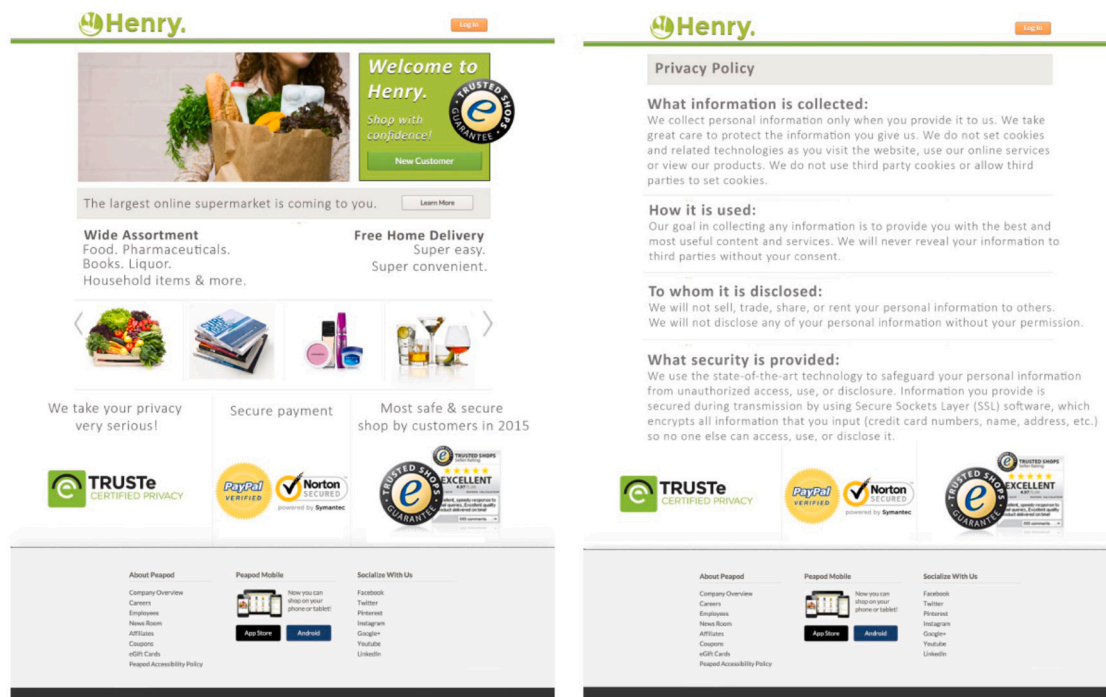 Henry.
Log In
Welcome to
Henry.
Shop with
confidence!
TRUSTED SHOPS
GUARANTEE
New Customer
The largest online supermarket is coming to you.
Learn More
Wide Assortment
Food. Pharmaceuticals.
Books. Liquor.
Household items & more.
Free Home Delivery
Super easy.
Super convenient.
We take your privacy
very serious!
Secure payment
Most safe & secure
shop by customers in 2015
TRUSTe
CERTIFIED PRIVACY
PayPal
VERIFIED
Norton
SECURED
powered by Symantec
TRUSTED SHOPS
GUARANTEE
TRUSTED SHOPS
EXCELLENT
About Peapod
Company Overview
Careers
Employees
News Room
Affiliates
Coupons
eGift Cards
Peapod Accessibility Policy
Peapod Mobile
Now you can
shop on your
phone or tablet!
App Store
Android
Socialize With Us
Facebook
Twitter
Pinterest
Instagram
Google+
Youtube
LinkedIn
Henry.
Log In
Privacy Policy
What information is collected:
We collect personal information only when you provide it to us. We take
great care to protect the information you give us. We do not set cookies
and related technologies as you visit the website, use our online services
or view our products. We do not use third party cookies or allow third
parties to set cookies.
How it is used:
Our goal in collecting any information is to provide you with the best and
most useful content and services. We will never reveal your information to
third parties without your consent.
To whom it is disclosed:
We will not sell, trade, share, or rent your personal information to others.
We will not disclose any of your personal information without your permission.
What security is provided:
We use the state-of-the-art technology to safeguard your personal information
from unauthorized access, use, or disclosure. Information you provide is
secured during transmission by using Secure Sockets Layer (SSL) software, which
encrypts all information that you input (credit card numbers, name, address, etc.)
so no one else can access, use, or disclose it.
TRUSTe
CERTIFIED PRIVACY
PayPal
VERIFIED
Norton
SECURED
powered by Symantec
TRUSTED SHOPS
GUARANTEE
TRUSTED SHOPS
EXCELLENT
About Peapod
Company Overview
Careers
Employees
News Room
Affiliates
Coupons
eGift Cards
Peapod Accessibility Policy
Peapod Mobile
Now you can
shop on your
phone or tablet!
App Store
Android
Socialize With Us
Facebook
Twitter
Pinterest
Instagram
Google+
Youtube
LinkedIn